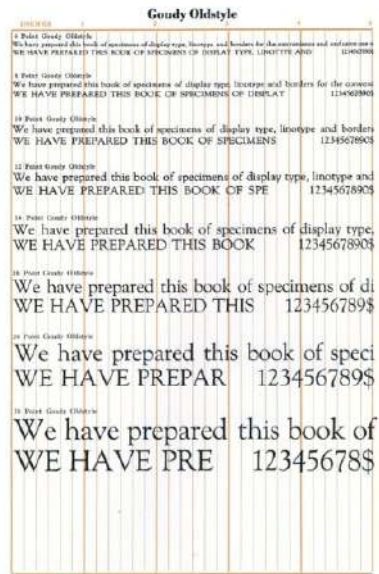 Goudy Oldstyle
1 2 3 4 5
6 Point Goudy Oldstyle
We have prepared this book of specimens of display type, linotype and borders for the convenience and
WE HAVE PREPARED THIS BOOK OF SPECIMENS OF DISPLAY TYPE, LINOTYPE AND 1234567890$
8 Point Goudy Oldstyle
We have prepared this book of specimens of display type, linotype and borders for the conveni
WE HAVE PREPARED THIS BOOK OF SPECIMENS OF DISPLAY 1234567890$
10 Point Goudy Oldstyle
We have prepared this book of specimens of display type, linotype and borders
WE HAVE PREPARED THIS BOOK OF SPECIMENS 1234567890$
12 Point Goudy Oldstyle
We have prepared this book of specimens of display type, linotype and
WE HAVE PREPARED THIS BOOK OF SPE 1234567890$
14 Point Goudy Oldstyle
We have prepared this book of specimens of display type,
WE HAVE PREPARED THIS BOOK 1234567890$
18 Point Goudy Oldstyle
We have prepared this book of specimens of di
WE HAVE PREPARED THIS 123456789$
24 Point Goudy Oldstyle
We have prepared this book of speci
WE HAVE PREPAR 123456789$
Point Goudy Oldstyle
We have prepared this book of
WE HAVE PRE 12345678$